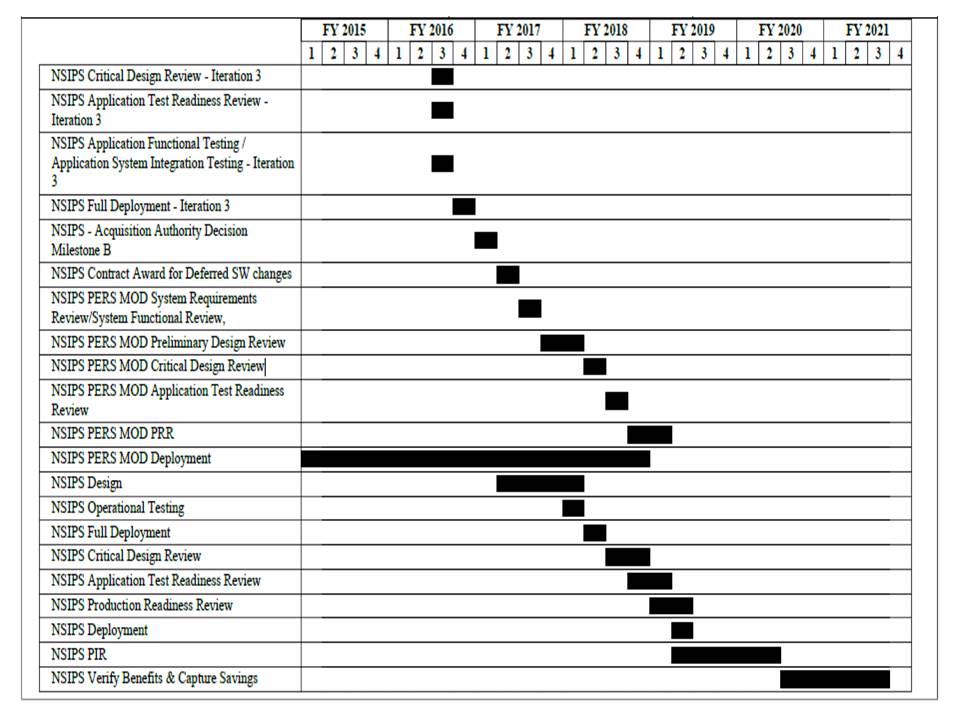 FY 2015 FY 2016 FY 2017 FY 2018 FY 2019 FY 2020 FY 2021
1 2 3 4 1 2 3 4 1 2 3 4 1 2 3 4 1 2 3 4 1 2 3 4 1 2 3 4
NSIPS Critical Design Review - Iteration 3
NSIPS Application Test Readiness Review -
Iteration 3
NSIPS Application Functional Testing /
Application System Integration Testing - Iteration
3
NSIPS Full Deployment - Iteration 3
NSIPS - Acquisition Authority Decision
Milestone B
NSIPS Contract Award for Deferred SW changes
NSIPS PERS MOD System Requirements
Review/System Functional Review,
NSIPS PERS MOD Preliminary Design Review
NSIPS PERS MOD Critical Design Review
NSIPS PERS MOD Application Test Readiness
Review
NSIPS PERS MOD PRR
NSIPS PERS MOD Deployment
NSIPS Design
NSIPS Operational Testing
NSIPS Full Deployment
NSIPS Critical Design Review
NSIPS Application Test Readiness Review
NSIPS Production Readiness Review
NSIPS Deployment
NSIPS PIR
NSIPS Verify Benefits & Capture Savings